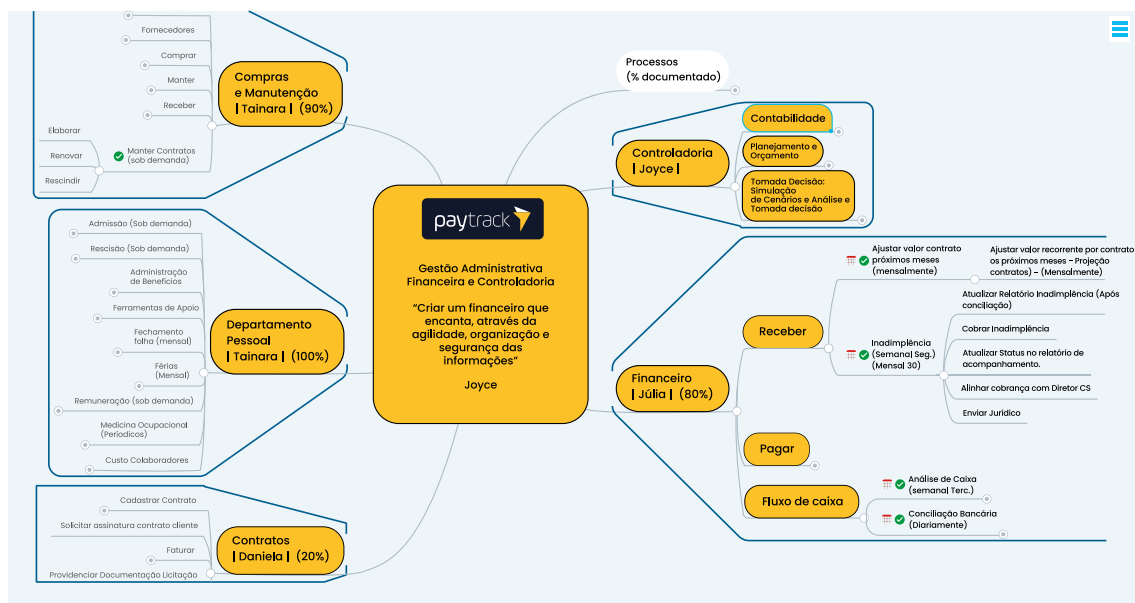 Fornecedores
Comprar
Manter
Receber
Manter Contratos
(sob demanda)
Elaborar
Renovar
Rescindir
Compras
e Manutenção
| Tainara | (90%)
Admissão (Sob demanda)
Rescisão (Sob demanda)
Administração
de Benefícios
Ferramentas de Apoio
Fechamento
folha (mensal)
Férias
(Mensal)
Remuneração (sob demanda)
Medicina Ocupacional
(Periodicos)
Custo Colaboradores
Departamento
Pessoal
| Tainara | (100%)
Cadastrar Contrato
Solicitar assinatura contrato cliente
Faturar
Providenciar Documentação Licitação
Contratos
| Daniela | (20%)
paytrack
Gestão Administrativa
Financeira e Controladoria
“Criar um financeiro que
encanta, através da
agilidade, organização e
segurança das
informações”
Joyce
Processos
(% documentado)
Controladoria
| Joyce |
Contabilidade
Planejamento e
Orçamento
Tomada Decisão:
Simulação
de Cenários e Análise e
Tomada decisão
Financeiro
| Júlia | (80%)
Receber
Ajustar valor contrato
próximos meses
(mensalmente)
Ajustar valor recorrente por contrato
os próximos meses – Projeção
contratos) – (Mensalmente)
Inadimplência
(Semanal Seg.)
(Mensal 30)
Atualizar Relatório Inadimplência (Após
conciliação)
Cobrar Inadimplência
Atualizar Status no relatório de
acompanhamento.
Alinhar cobrança com Diretor CS
Enviar Jurídico
Pagar
Fluxo de caixa
Análise de Caixa
(semanal Terc.)
Conciliação Bancária
(Diariamente)